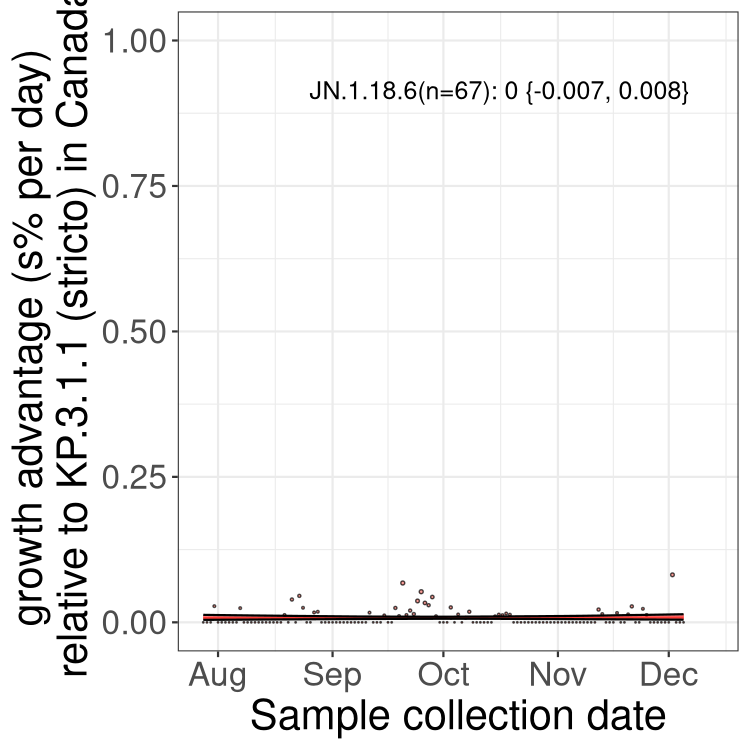 growth advantage (s% per day)
relative to KP.3.1.1 (stricto) in Canada
1.00
0.75
0.50
0.25
0.00
JN.1.18.6(n=67): 0 {-0.007, 0.008}
Aug Sep Oct Nov Dec
Sample collection date